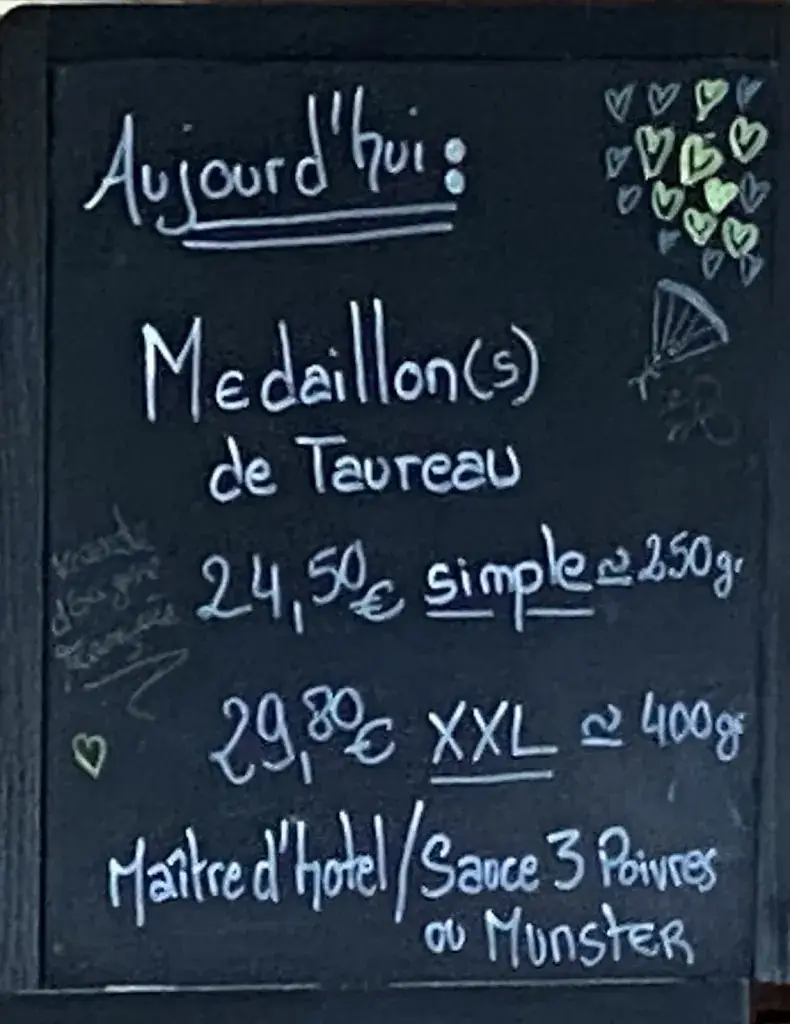 Aujourd'hui :
Medaillon(s)
de Taureau
24,50€ simple ≃ 250gr
29,80€ XXL ≃ 400gr
Maître d'hotel / Sauce 3 Poivres
ou Munster